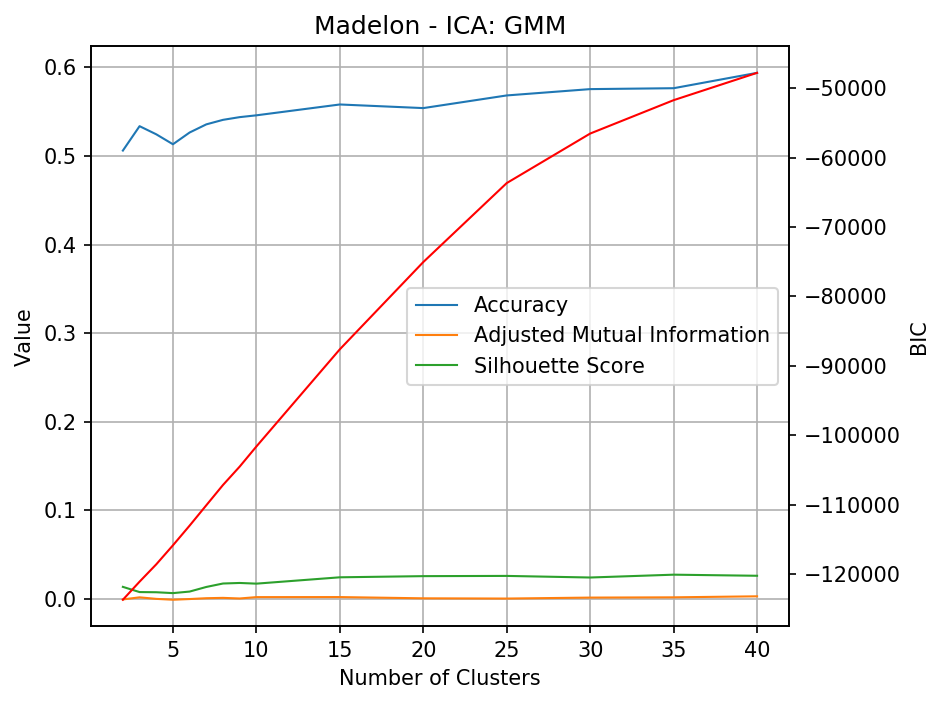 Madelon - ICA: GMM
Value
0.6
0.5
0.4
0.3
0.2
0.1
0.0
Accuracy
Adjusted Mutual Information
Silhouette Score
−50000
−60000
−70000
−80000
−90000
−100000
−110000
−120000
BIC
5 10 15 20 25 30 35 40
Number of Clusters